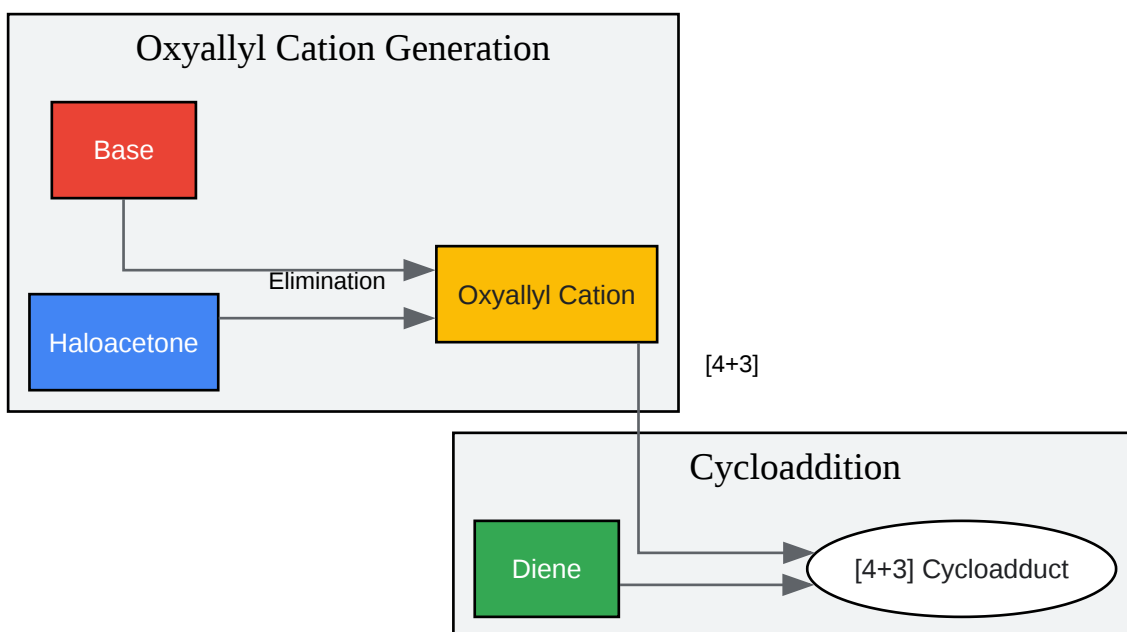 Oxyallyl Cation Generation
Base
Elimination
Oxyallyl Cation
Haloacetone
[4+3]
Cycloaddition
Diene
[4+3] Cycloadduct